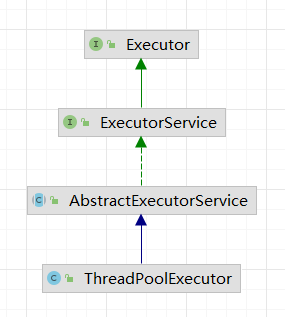 I Executor
I ExecutorService
C AbstractExecutorService
C ThreadPoolExecutor